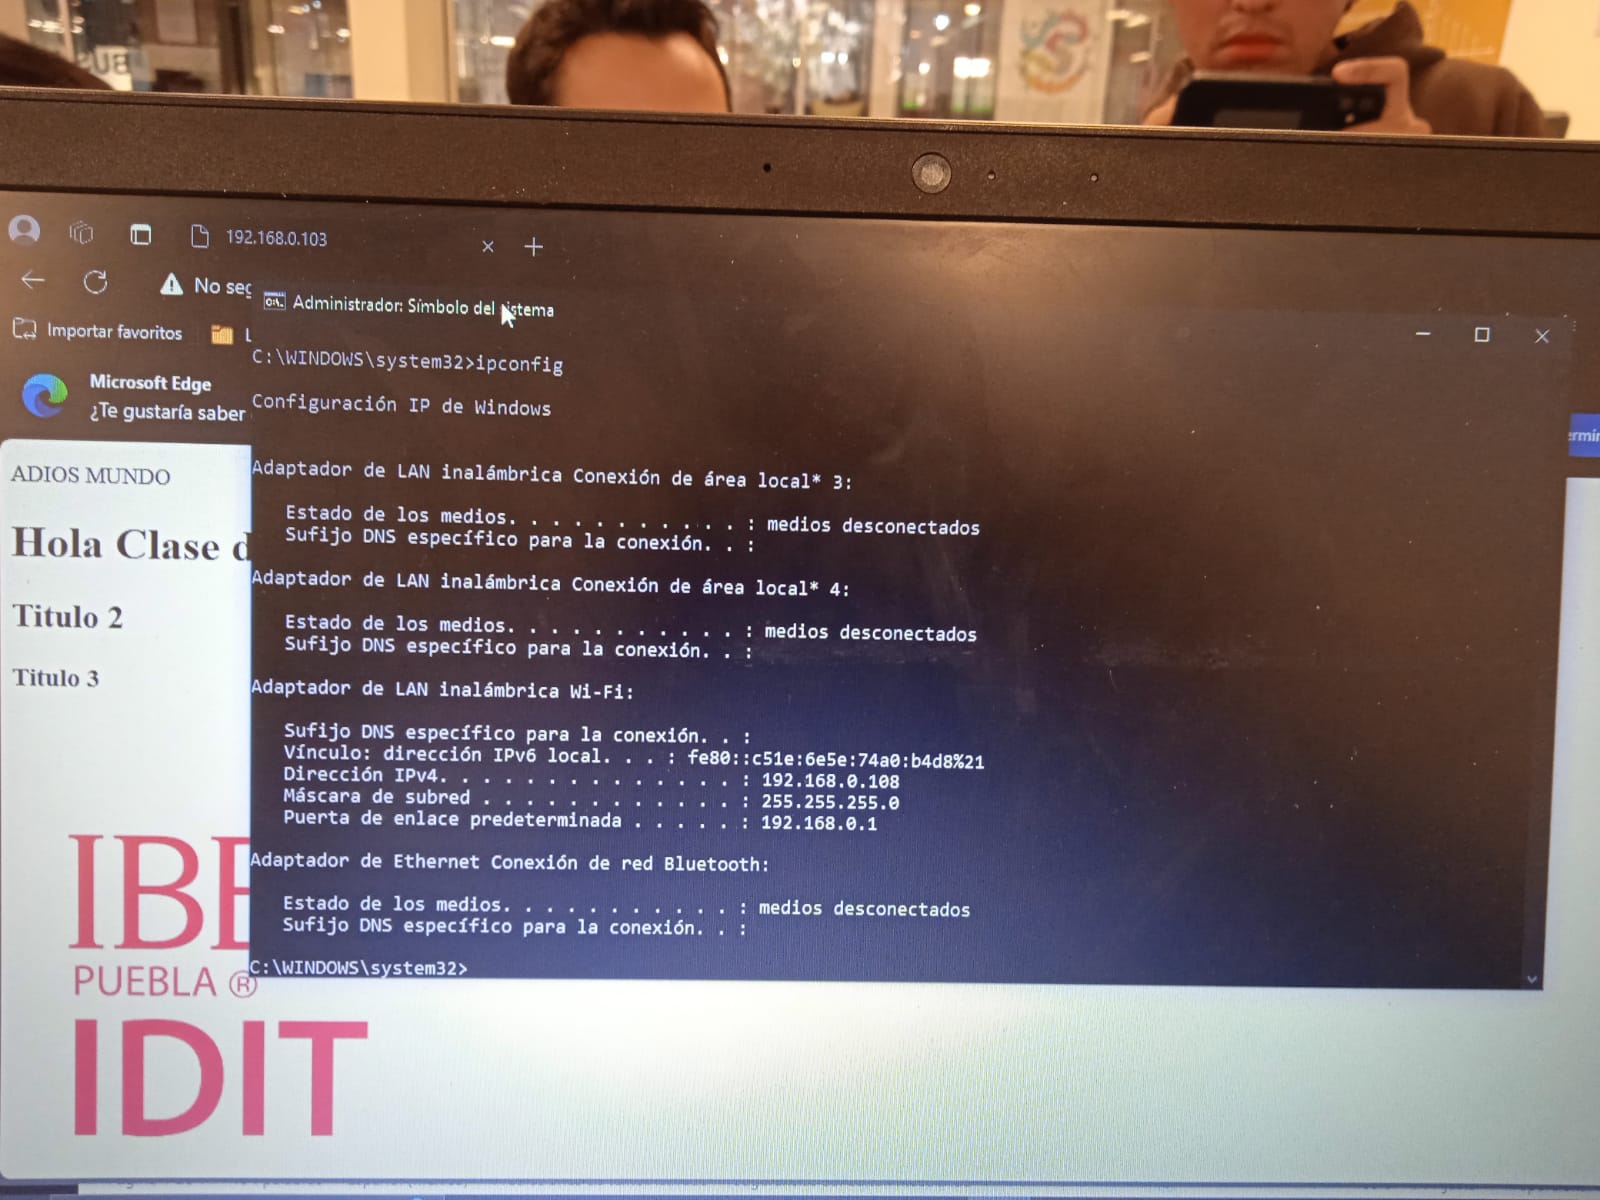 192.168.0.103
No seg
Importar favoritos
L
Microsoft Edge
¿Te gustaría saber
ADIOS MUNDO
Hola Clase d
Titulo 2
Titulo 3
IBE
PUEBLA ®
IDIT
Administrador: Símbolo del sistema
C:\WINDOWS\system32>ipconfig
Configuración IP de Windows
Adaptador de LAN inalámbrica Conexión de área local* 3:
Estado de los medios. . . . . . . . . . . : medios desconectados
Sufijo DNS específico para la conexión. . :
Adaptador de LAN inalámbrica Conexión de área local* 4:
Estado de los medios. . . . . . . . . . . : medios desconectados
Sufijo DNS específico para la conexión. . :
Adaptador de LAN inalámbrica Wi-Fi:
Sufijo DNS específico para la conexión. . :
Vínculo: dirección IPv6 local. . . : fe80::c51e:6e5e:74a0:b4d8%21
Dirección IPv4. . . . . . . . . . . . . . : 192.168.0.108
Máscara de subred . . . . . . . . . . . . : 255.255.255.0
Puerta de enlace predeterminada . . . . . : 192.168.0.1
Adaptador de Ethernet Conexión de red Bluetooth:
Estado de los medios. . . . . . . . . . . : medios desconectados
Sufijo DNS específico para la conexión. . :
C:\WINDOWS\system32>